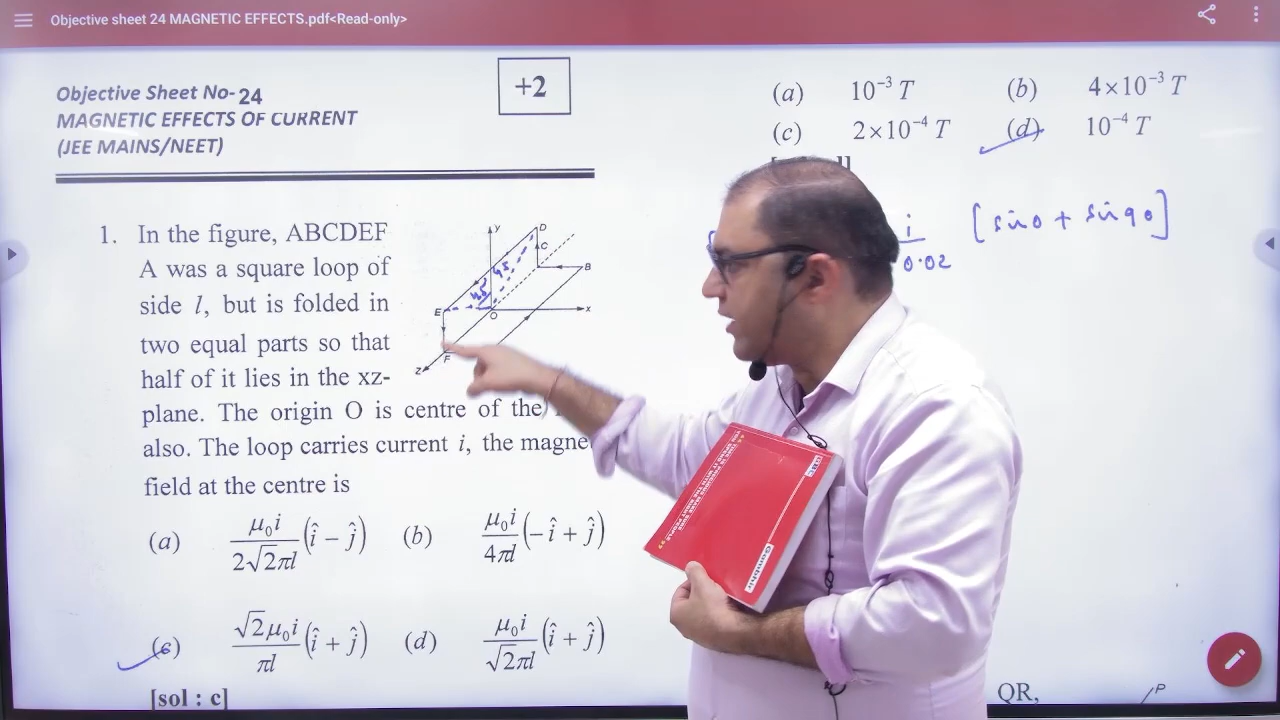 Objective sheet 24 MAGNETIC EFFECTS.pdf<Read-only>
Objective Sheet No-24
MAGNETIC EFFECTS OF CURRENT
(JEE MAINS/NEET)
+2
1. In the figure, ABCDEF
A was a square loop of
side l, but is folded in
two equal parts so that
half of it lies in the xz-
plane. The origin O is centre of the
also. The loop carries current i, the magne
field at the centre is
(a) μ₀i/2√2πl (î − ĵ) (b) μ₀i/4πl (−î + ĵ)
(c) √2μ₀i/πl (î + ĵ) (d) μ₀i/√2πl (î + ĵ)
[sol : c]
y
D
C
B
45
45
E
O
x
F
z
(a) 10⁻³ T (b) 4×10⁻³ T
(c) 2×10⁻⁴ T (d) 10⁻⁴ T
i/0.02 [sin0 + sin90]
QR,
P
Gambhir